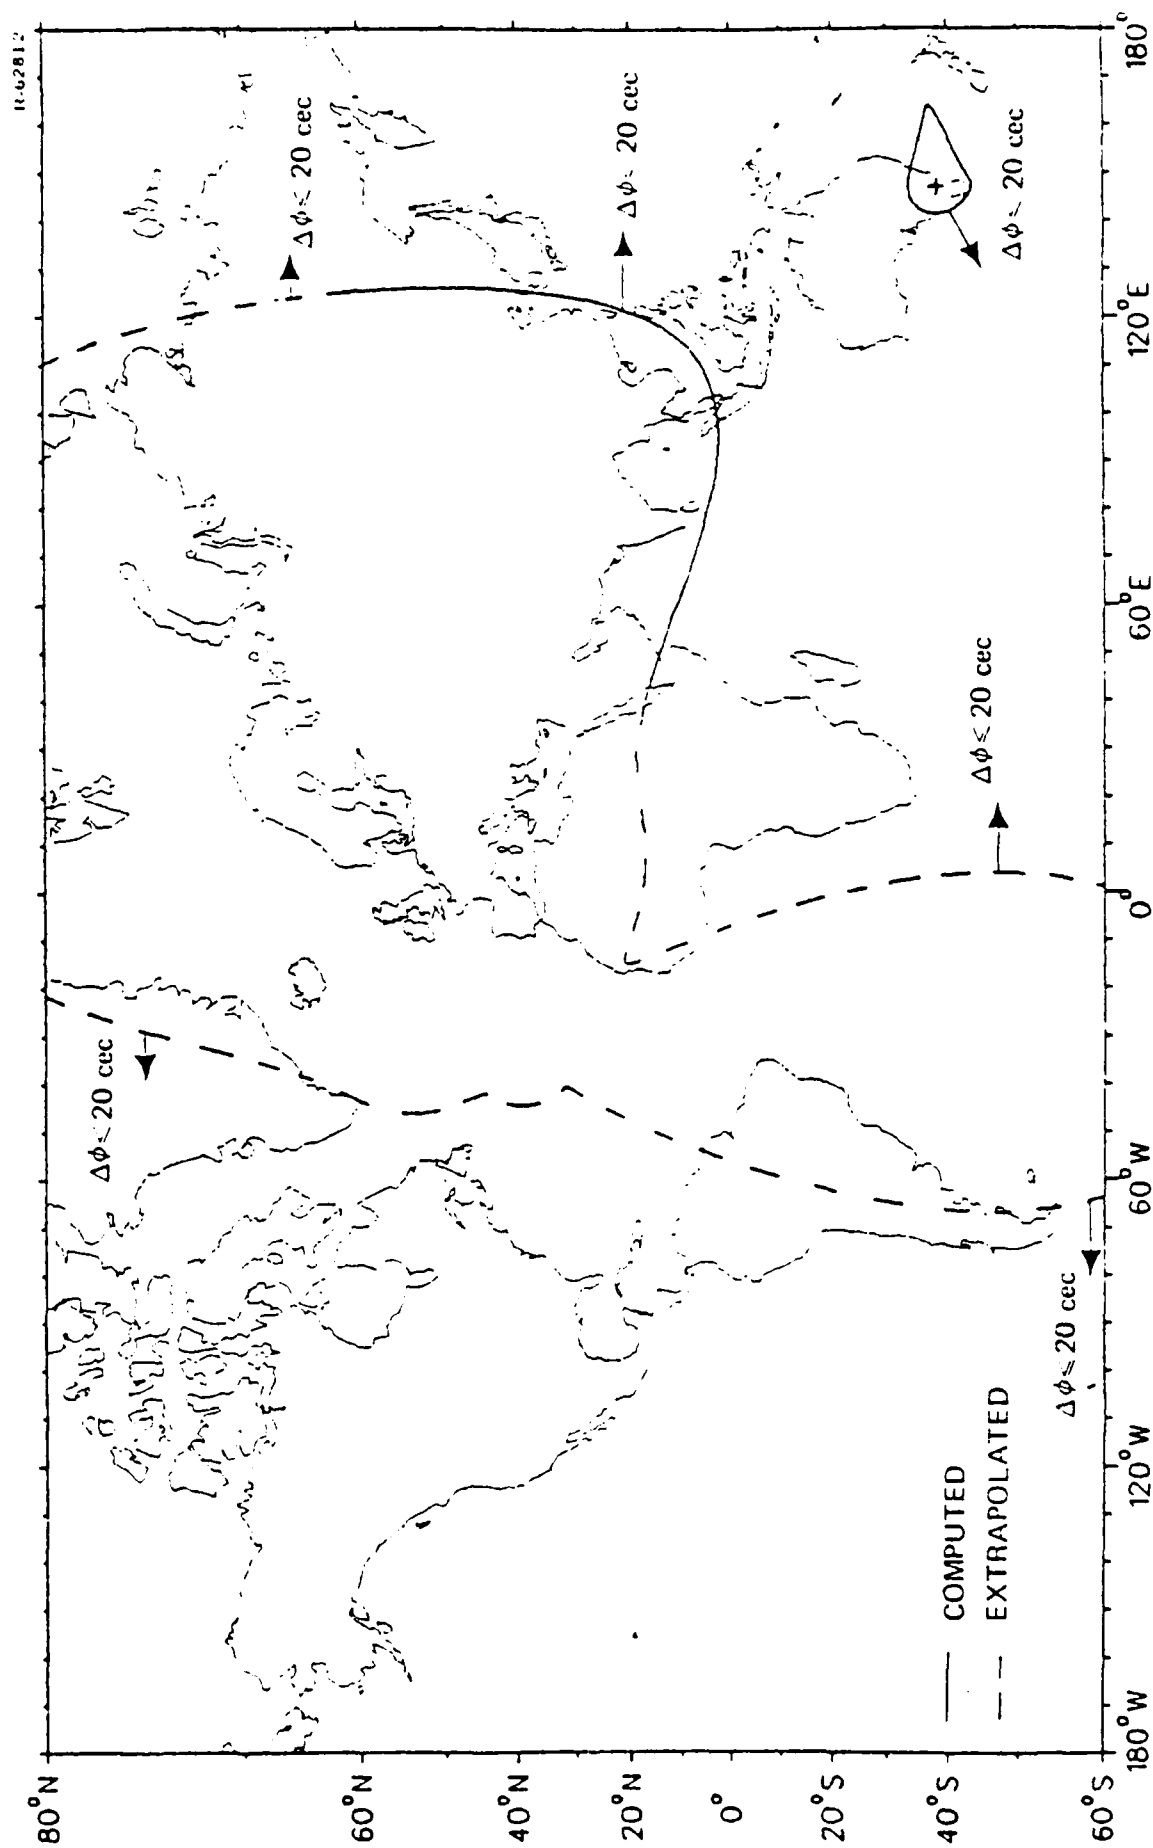 R-62812
80°N
60°N
40°N
20°N
0°
20°S
40°S
60°S
180°W
120°W
60°W
0°
60°E
120°E
180°
Δϕ ≤ 20 cec
Δϕ ≤ 20 cec
Δϕ ≤ 20 cec
Δϕ ≤ 20 cec
Δϕ ≤ 20 cec
Δϕ ≤ 20 cec
COMPUTED
EXTRAPOLATED